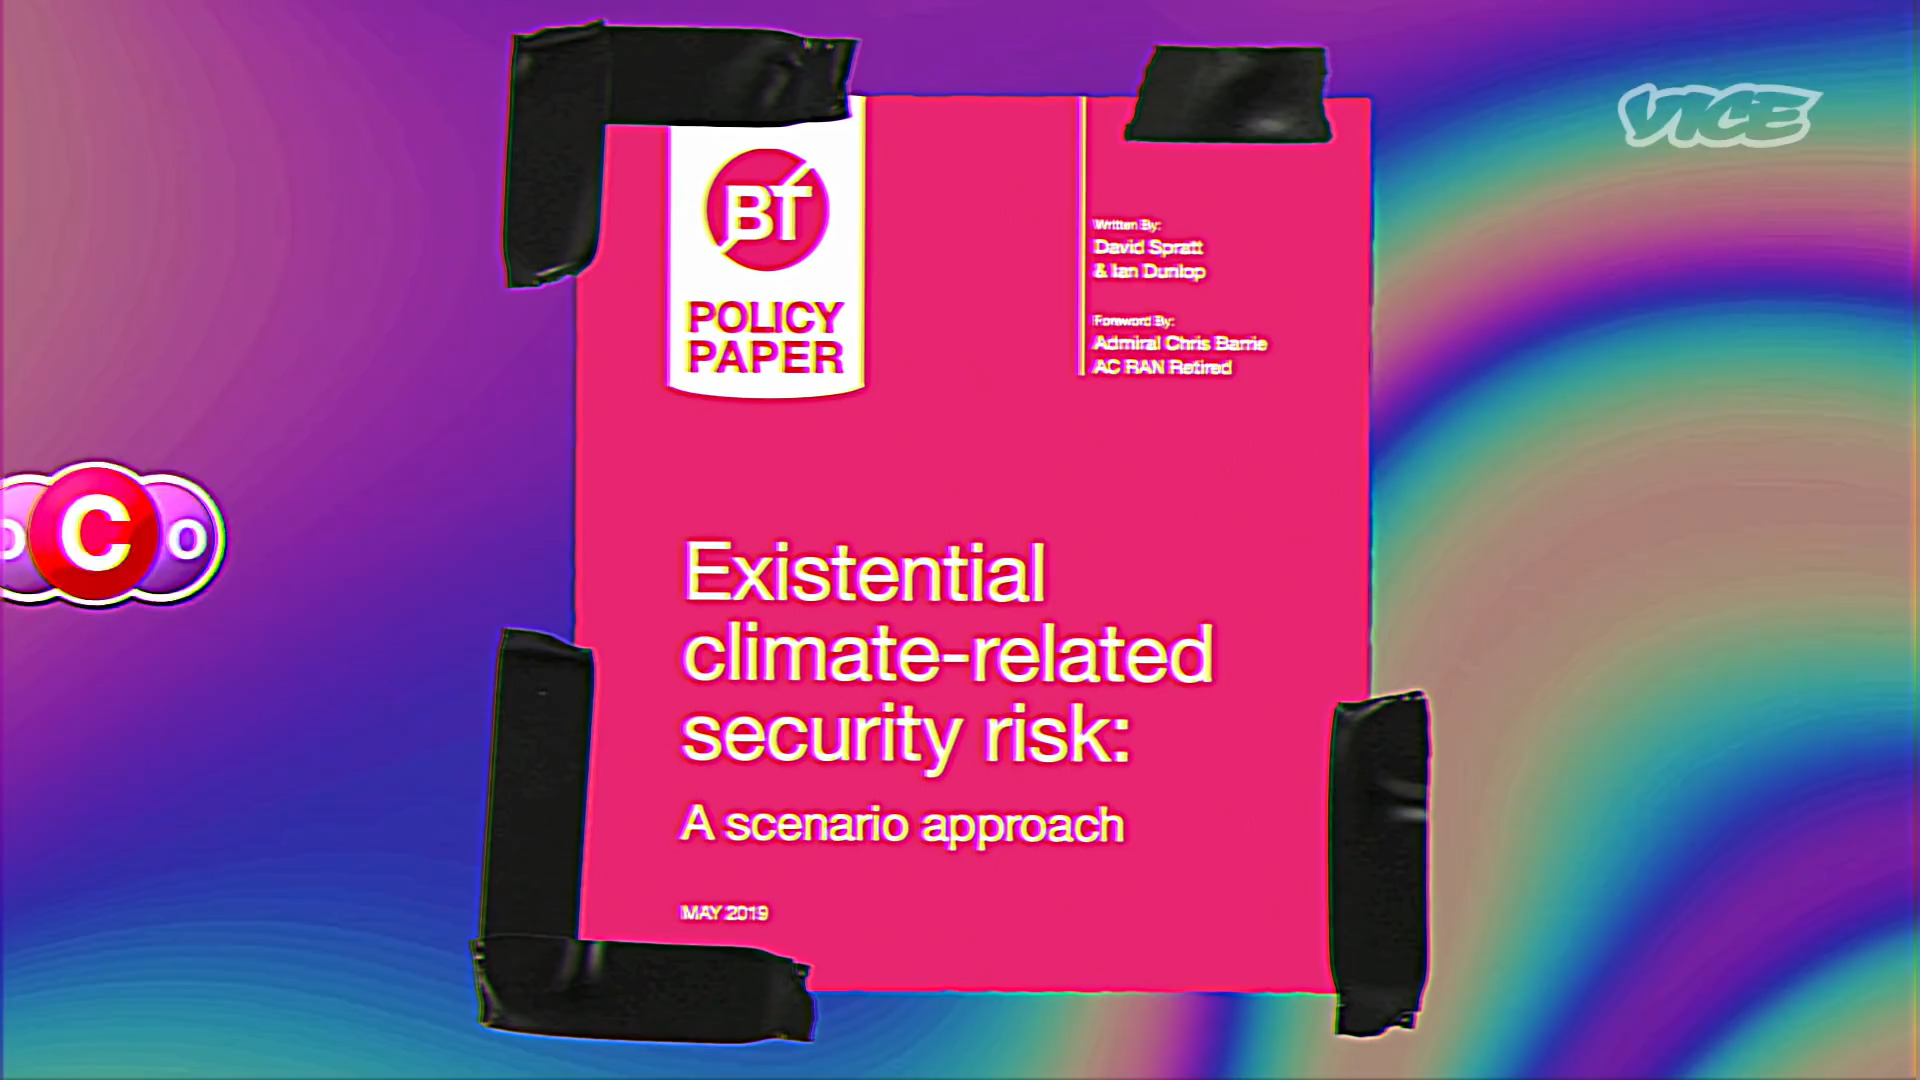 VICE
BT
POLICY
PAPER
Written By:
David Spratt
& Ian Dunlop
Foreword By:
Admiral Chris Barrie
AC RAN Retired
o C o
Existential
climate-related
security risk:
A scenario approach
MAY 2019